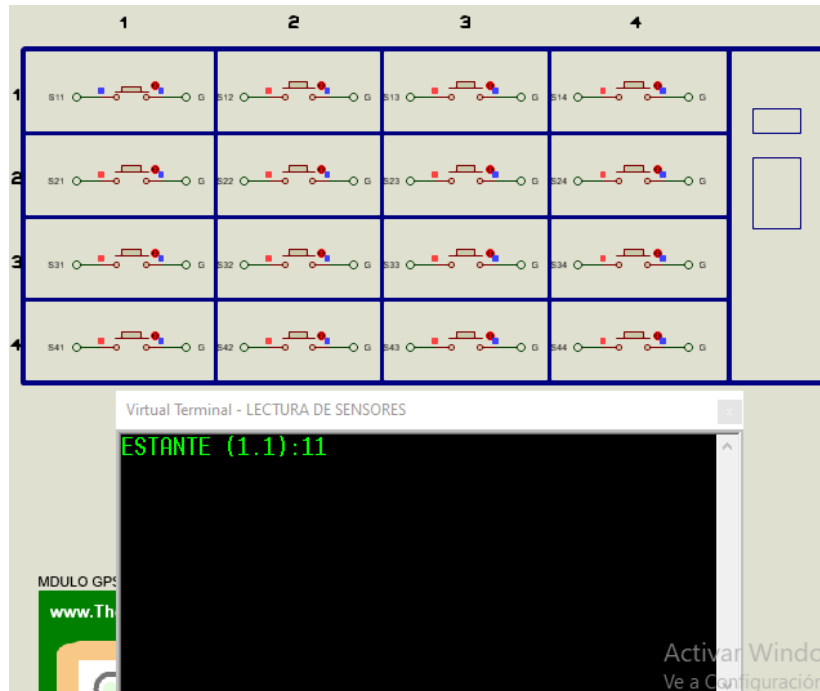 1 2 3 4
1 S11 G S12 G S13 G S14 G
2 S21 G S22 G S23 G S24 G
3 S31 G S32 G S33 G S34 G
4 S41 G S42 G S43 G S44 G
Virtual Terminal - LECTURA DE SENSORES
ESTANTE (1.1):11
MDULO GPS
www.Th
Activar Windo
Ve a Configuración